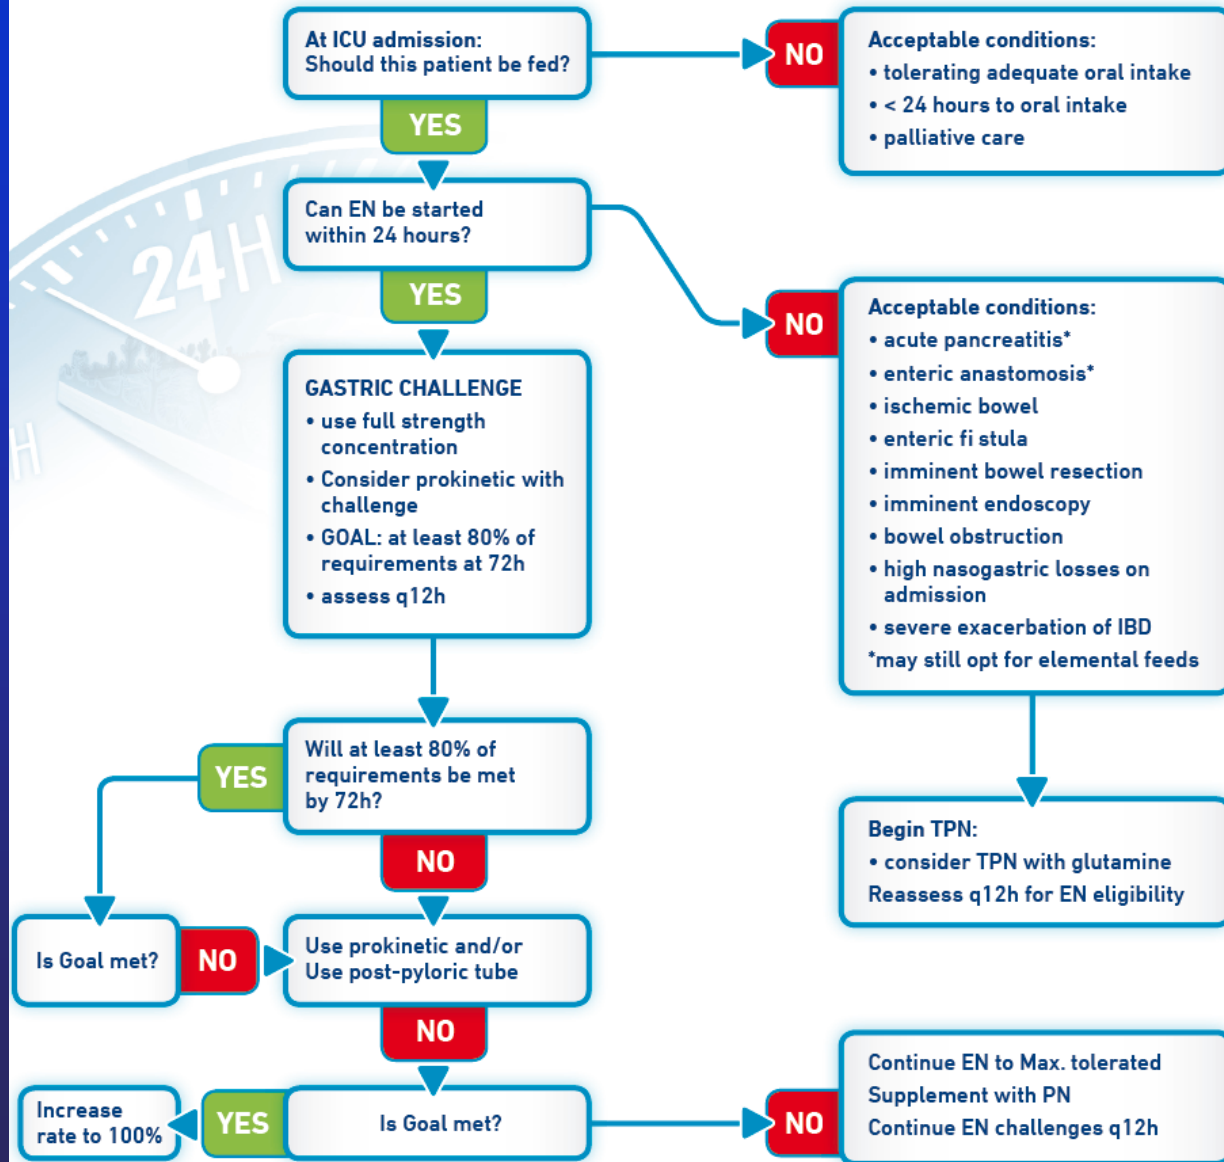 At ICU admission:
Should this patient be fed?
NO
Acceptable conditions:
• tolerating adequate oral intake
• < 24 hours to oral intake
• palliative care
YES
Can EN be started
within 24 hours?
24H
H
YES
NO
Acceptable conditions:
• acute pancreatitis*
• enteric anastomosis*
• ischemic bowel
• enteric fi stula
• imminent bowel resection
• imminent endoscopy
• bowel obstruction
• high nasogastric losses on
admission
• severe exacerbation of IBD
*may still opt for elemental feeds
GASTRIC CHALLENGE
• use full strength
concentration
• Consider prokinetic with
challenge
• GOAL: at least 80% of
requirements at 72h
• assess q12h
Will at least 80% of
requirements be met
by 72h?
YES
NO
Begin TPN:
• consider TPN with glutamine
Reassess q12h for EN eligibility
Is Goal met?
NO
Use prokinetic and/or
Use post-pyloric tube
NO
Increase
rate to 100%
YES
Is Goal met?
NO
Continue EN to Max. tolerated
Supplement with PN
Continue EN challenges q12h